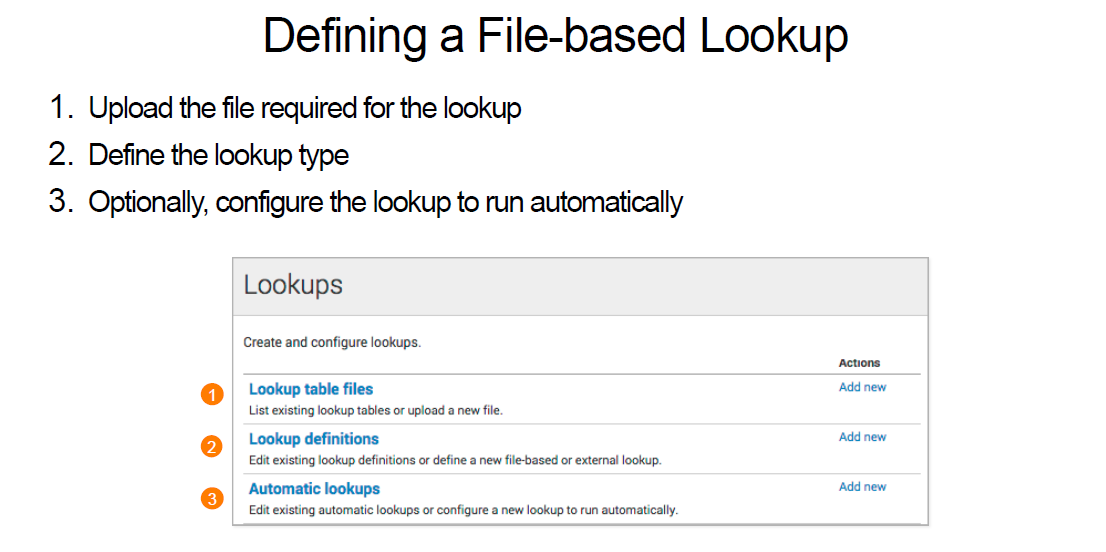 Defining a File-based Lookup
1. Upload the file required for the lookup
2. Define the lookup type
3. Optionally, configure the lookup to run automatically
Lookups
Create and configure lookups.
Actions
1 Lookup table files Add new
List existing lookup tables or upload a new file.
2 Lookup definitions Add new
Edit existing lookup definitions or define a new file-based or external lookup.
3 Automatic lookups Add new
Edit existing automatic lookups or configure a new lookup to run automatically.